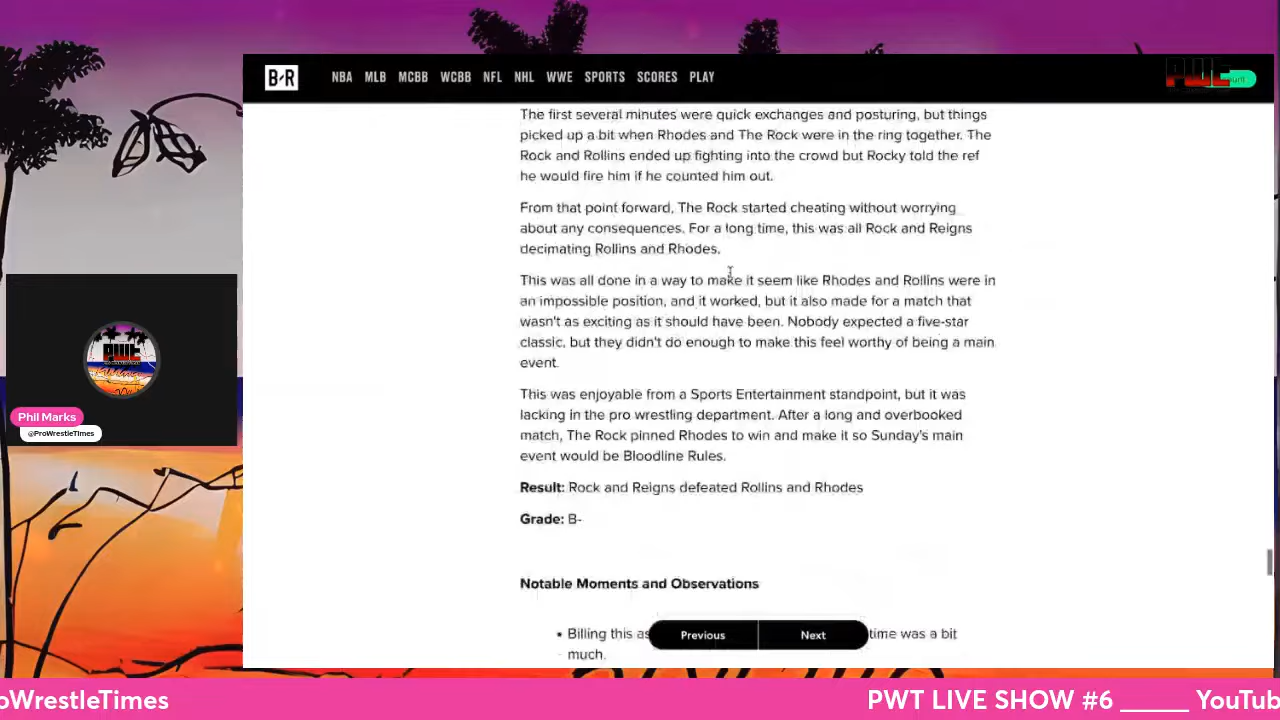 B/R NBA MLB MCBB WCBB NFL NHL WWE SPORTS SCORES PLAY
PWT
The first several minutes were quick exchanges and posturing, but things
picked up a bit when Rhodes and The Rock were in the ring together. The
Rock and Rollins ended up fighting into the crowd but Rocky told the ref
he would fire him if he counted him out.
From that point forward, The Rock started cheating without worrying
about any consequences. For a long time, this was all Rock and Reigns
decimating Rollins and Rhodes.
This was all done in a way to make it seem like Rhodes and Rollins were in
an impossible position, and it worked, but it also made for a match that
wasn't as exciting as it should have been. Nobody expected a five-star
classic, but they didn't do enough to make this feel worthy of being a main
event.
This was enjoyable from a Sports Entertainment standpoint, but it was
lacking in the pro wrestling department. After a long and overbooked
match, The Rock pinned Rhodes to win and make it so Sunday's main
event would be Bloodline Rules.
Result: Rock and Reigns defeated Rollins and Rhodes
Grade: B-
Notable Moments and Observations
• Billing this as time was a bit
much.
Previous Next
PWT
Phil Marks
@ProWrestleTimes
oWrestleTimes PWT LIVE SHOW #6 _____ YouTub